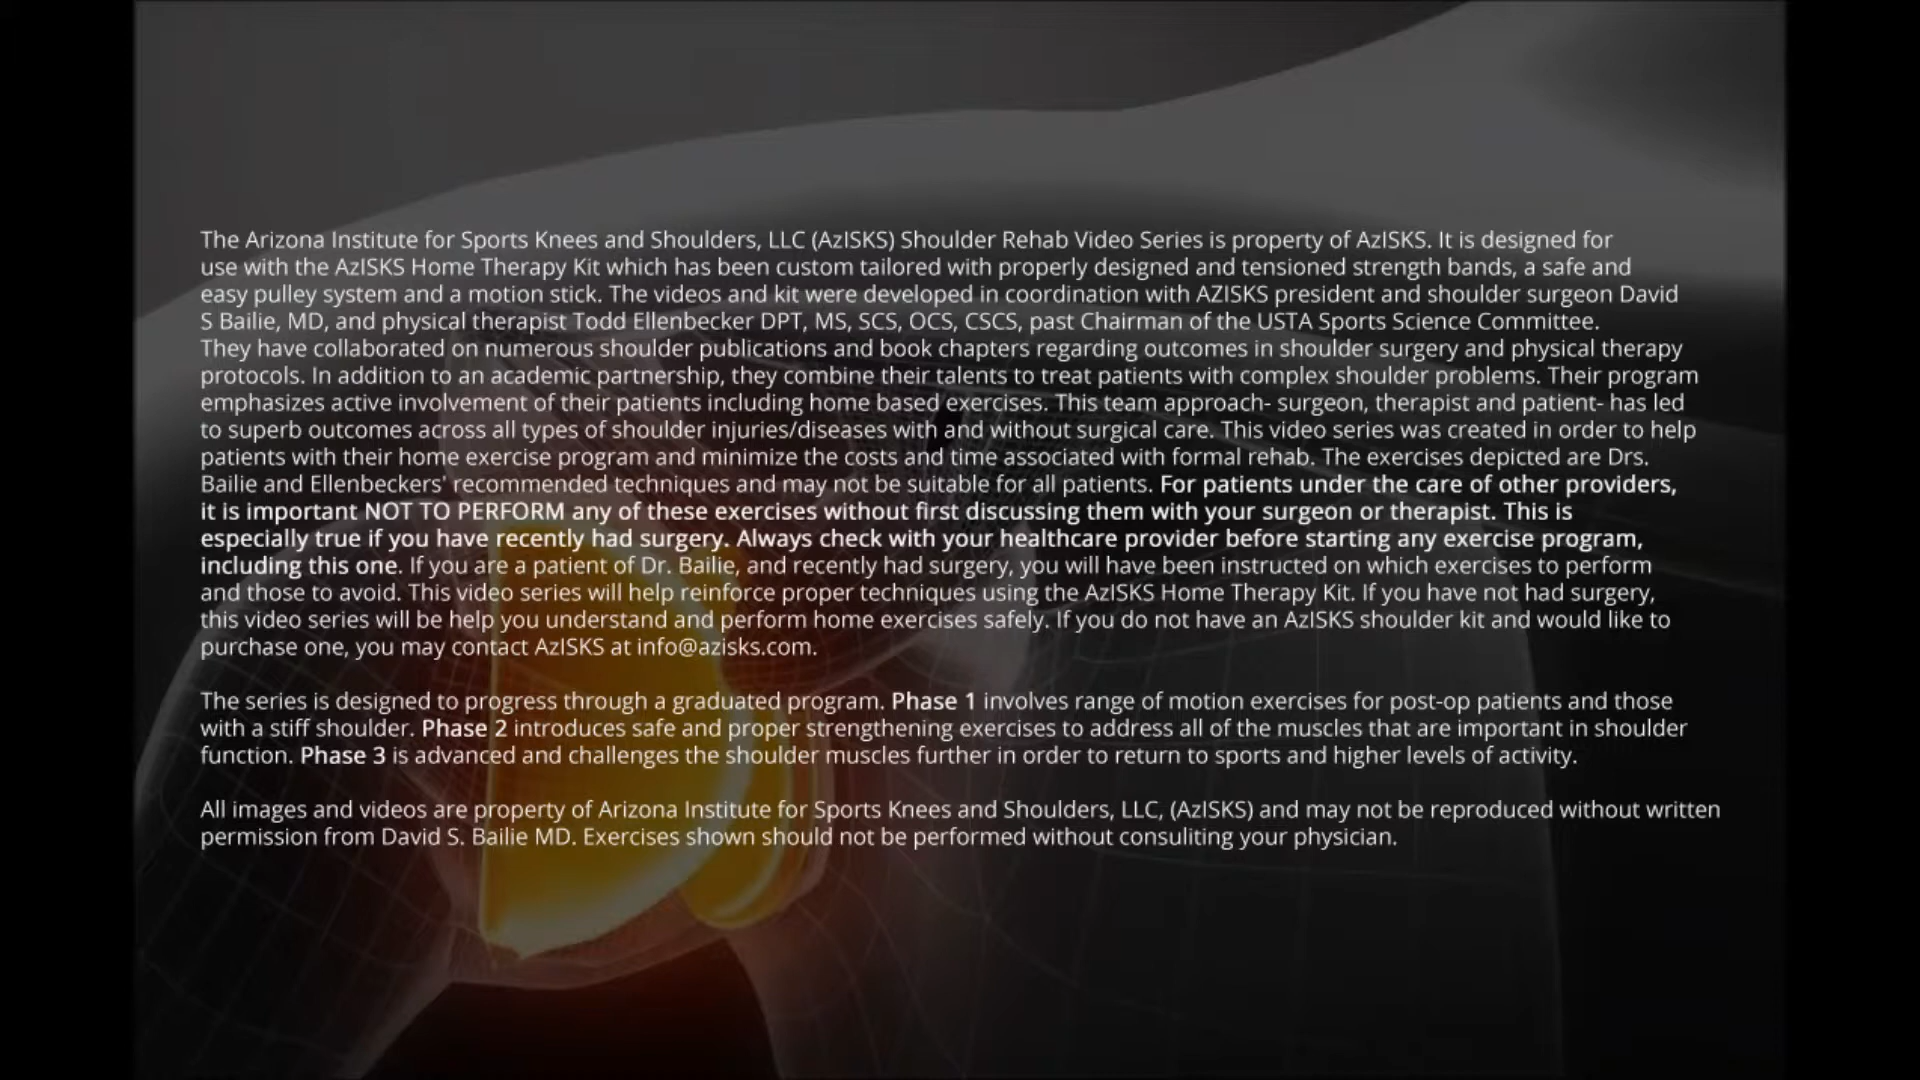 The Arizona Institute for Sports Knees and Shoulders, LLC (AzISKS) Shoulder Rehab Video Series is property of AzISKS. It is designed for
use with the AzISKS Home Therapy Kit which has been custom tailored with properly designed and tensioned strength bands, a safe and
easy pulley system and a motion stick. The videos and kit were developed in coordination with AZISKS president and shoulder surgeon David
S Bailie, MD, and physical therapist Todd Ellenbecker DPT, MS, SCS, OCS, CSCS, past Chairman of the USTA Sports Science Committee.
They have collaborated on numerous shoulder publications and book chapters regarding outcomes in shoulder surgery and physical therapy
protocols. In addition to an academic partnership, they combine their talents to treat patients with complex shoulder problems. Their program
emphasizes active involvement of their patients including home based exercises. This team approach- surgeon, therapist and patient- has led
to superb outcomes across all types of shoulder injuries/diseases with and without surgical care. This video series was created in order to help
patients with their home exercise program and minimize the costs and time associated with formal rehab. The exercises depicted are Drs.
Bailie and Ellenbeckers' recommended techniques and may not be suitable for all patients. For patients under the care of other providers,
it is important NOT TO PERFORM any of these exercises without first discussing them with your surgeon or therapist. This is
especially true if you have recently had surgery. Always check with your healthcare provider before starting any exercise program,
including this one. If you are a patient of Dr. Bailie, and recently had surgery, you will have been instructed on which exercises to perform
and those to avoid. This video series will help reinforce proper techniques using the AzISKS Home Therapy Kit. If you have not had surgery,
this video series will be help you understand and perform home exercises safely. If you do not have an AzISKS shoulder kit and would like to
purchase one, you may contact AzISKS at info@azisks.com.
The series is designed to progress through a graduated program. Phase 1 involves range of motion exercises for post-op patients and those
with a stiff shoulder. Phase 2 introduces safe and proper strengthening exercises to address all of the muscles that are important in shoulder
function. Phase 3 is advanced and challenges the shoulder muscles further in order to return to sports and higher levels of activity.
All images and videos are property of Arizona Institute for Sports Knees and Shoulders, LLC, (AzISKS) and may not be reproduced without written
permission from David S. Bailie MD. Exercises shown should not be performed without consuliting your physician.